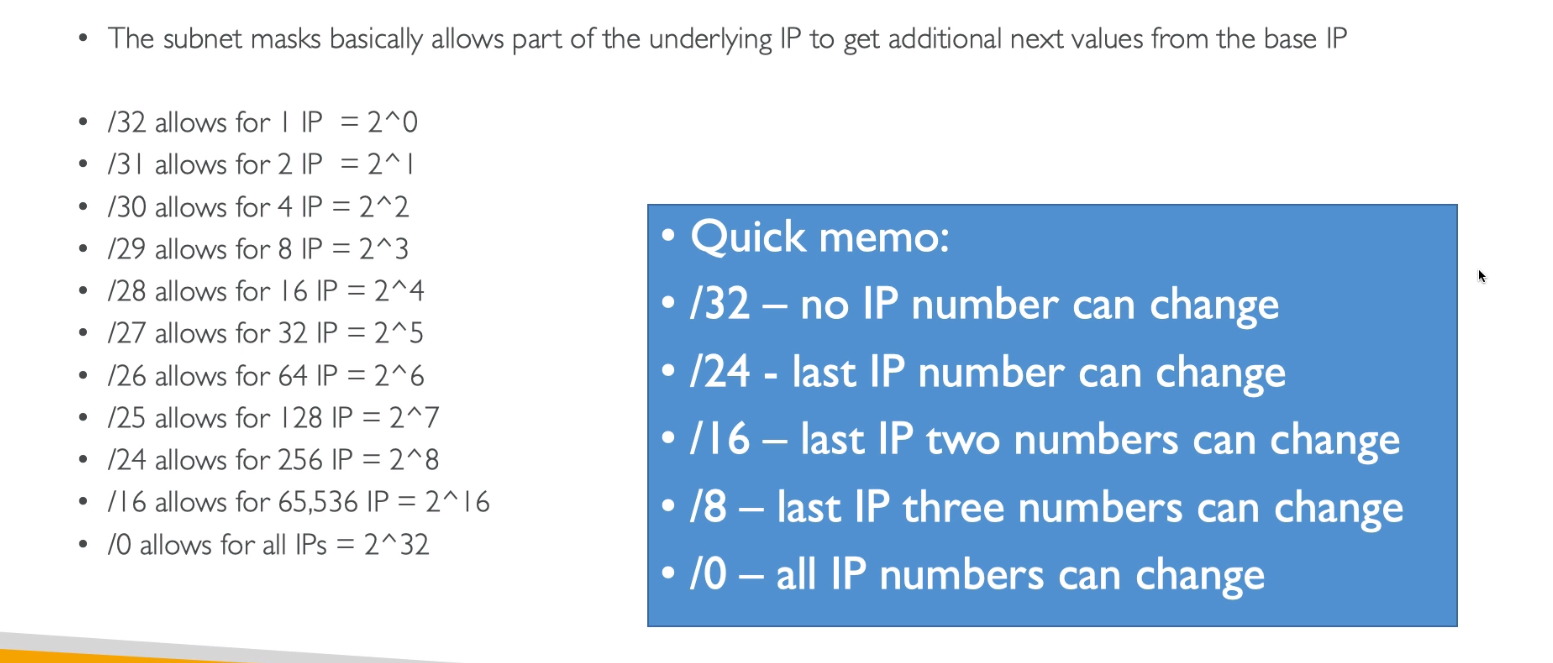 • The subnet masks basically allows part of the underlying IP to get additional next values from the base IP
• /32 allows for 1 IP = 2^0
• /31 allows for 2 IP = 2^1
• /30 allows for 4 IP = 2^2
• /29 allows for 8 IP = 2^3
• /28 allows for 16 IP = 2^4
• /27 allows for 32 IP = 2^5
• /26 allows for 64 IP = 2^6
• /25 allows for 128 IP = 2^7
• /24 allows for 256 IP = 2^8
• /16 allows for 65,536 IP = 2^16
• /0 allows for all IPs = 2^32
• Quick memo:
• /32 – no IP number can change
• /24 - last IP number can change
• /16 – last IP two numbers can change
• /8 – last IP three numbers can change
• /0 – all IP numbers can change